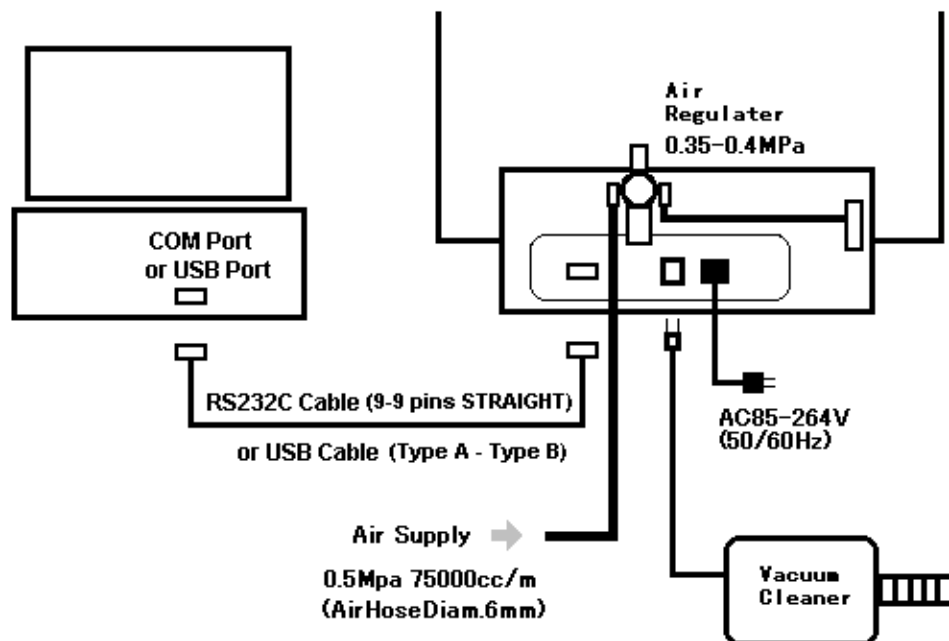 Air
Regulater
0.35-0.4MPa
COM Port
or USB Port
RS232C Cable (9-9 pins STRAIGHT)
or USB Cable (Type A - Type B)
AC85-264V
(50/60Hz)
Air Supply
0.5Mpa 75000cc/m
(AirHoseDiam.6mm)
Vacuum
Cleaner